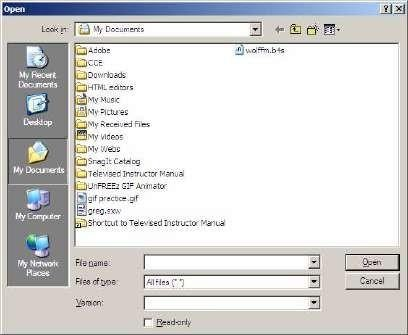 Open
Look in: My Documents
My Recent
Documents
Desktop
My Documents
My Computer
My Network
Places
Adobe
CCE
Downloads
HTML editors
My Music
My Pictures
My Received Files
My Videos
My Webs
SnagIt Catalog
Televised Instructor Manual
UnFREEz GIF Animator
gif practice.gif
greg.sxw
Shortcut to Televised Instructor Manual
wolffm.b4s
File name:
Open
Files of type: All files (*.*)
Cancel
Version:
Read-only